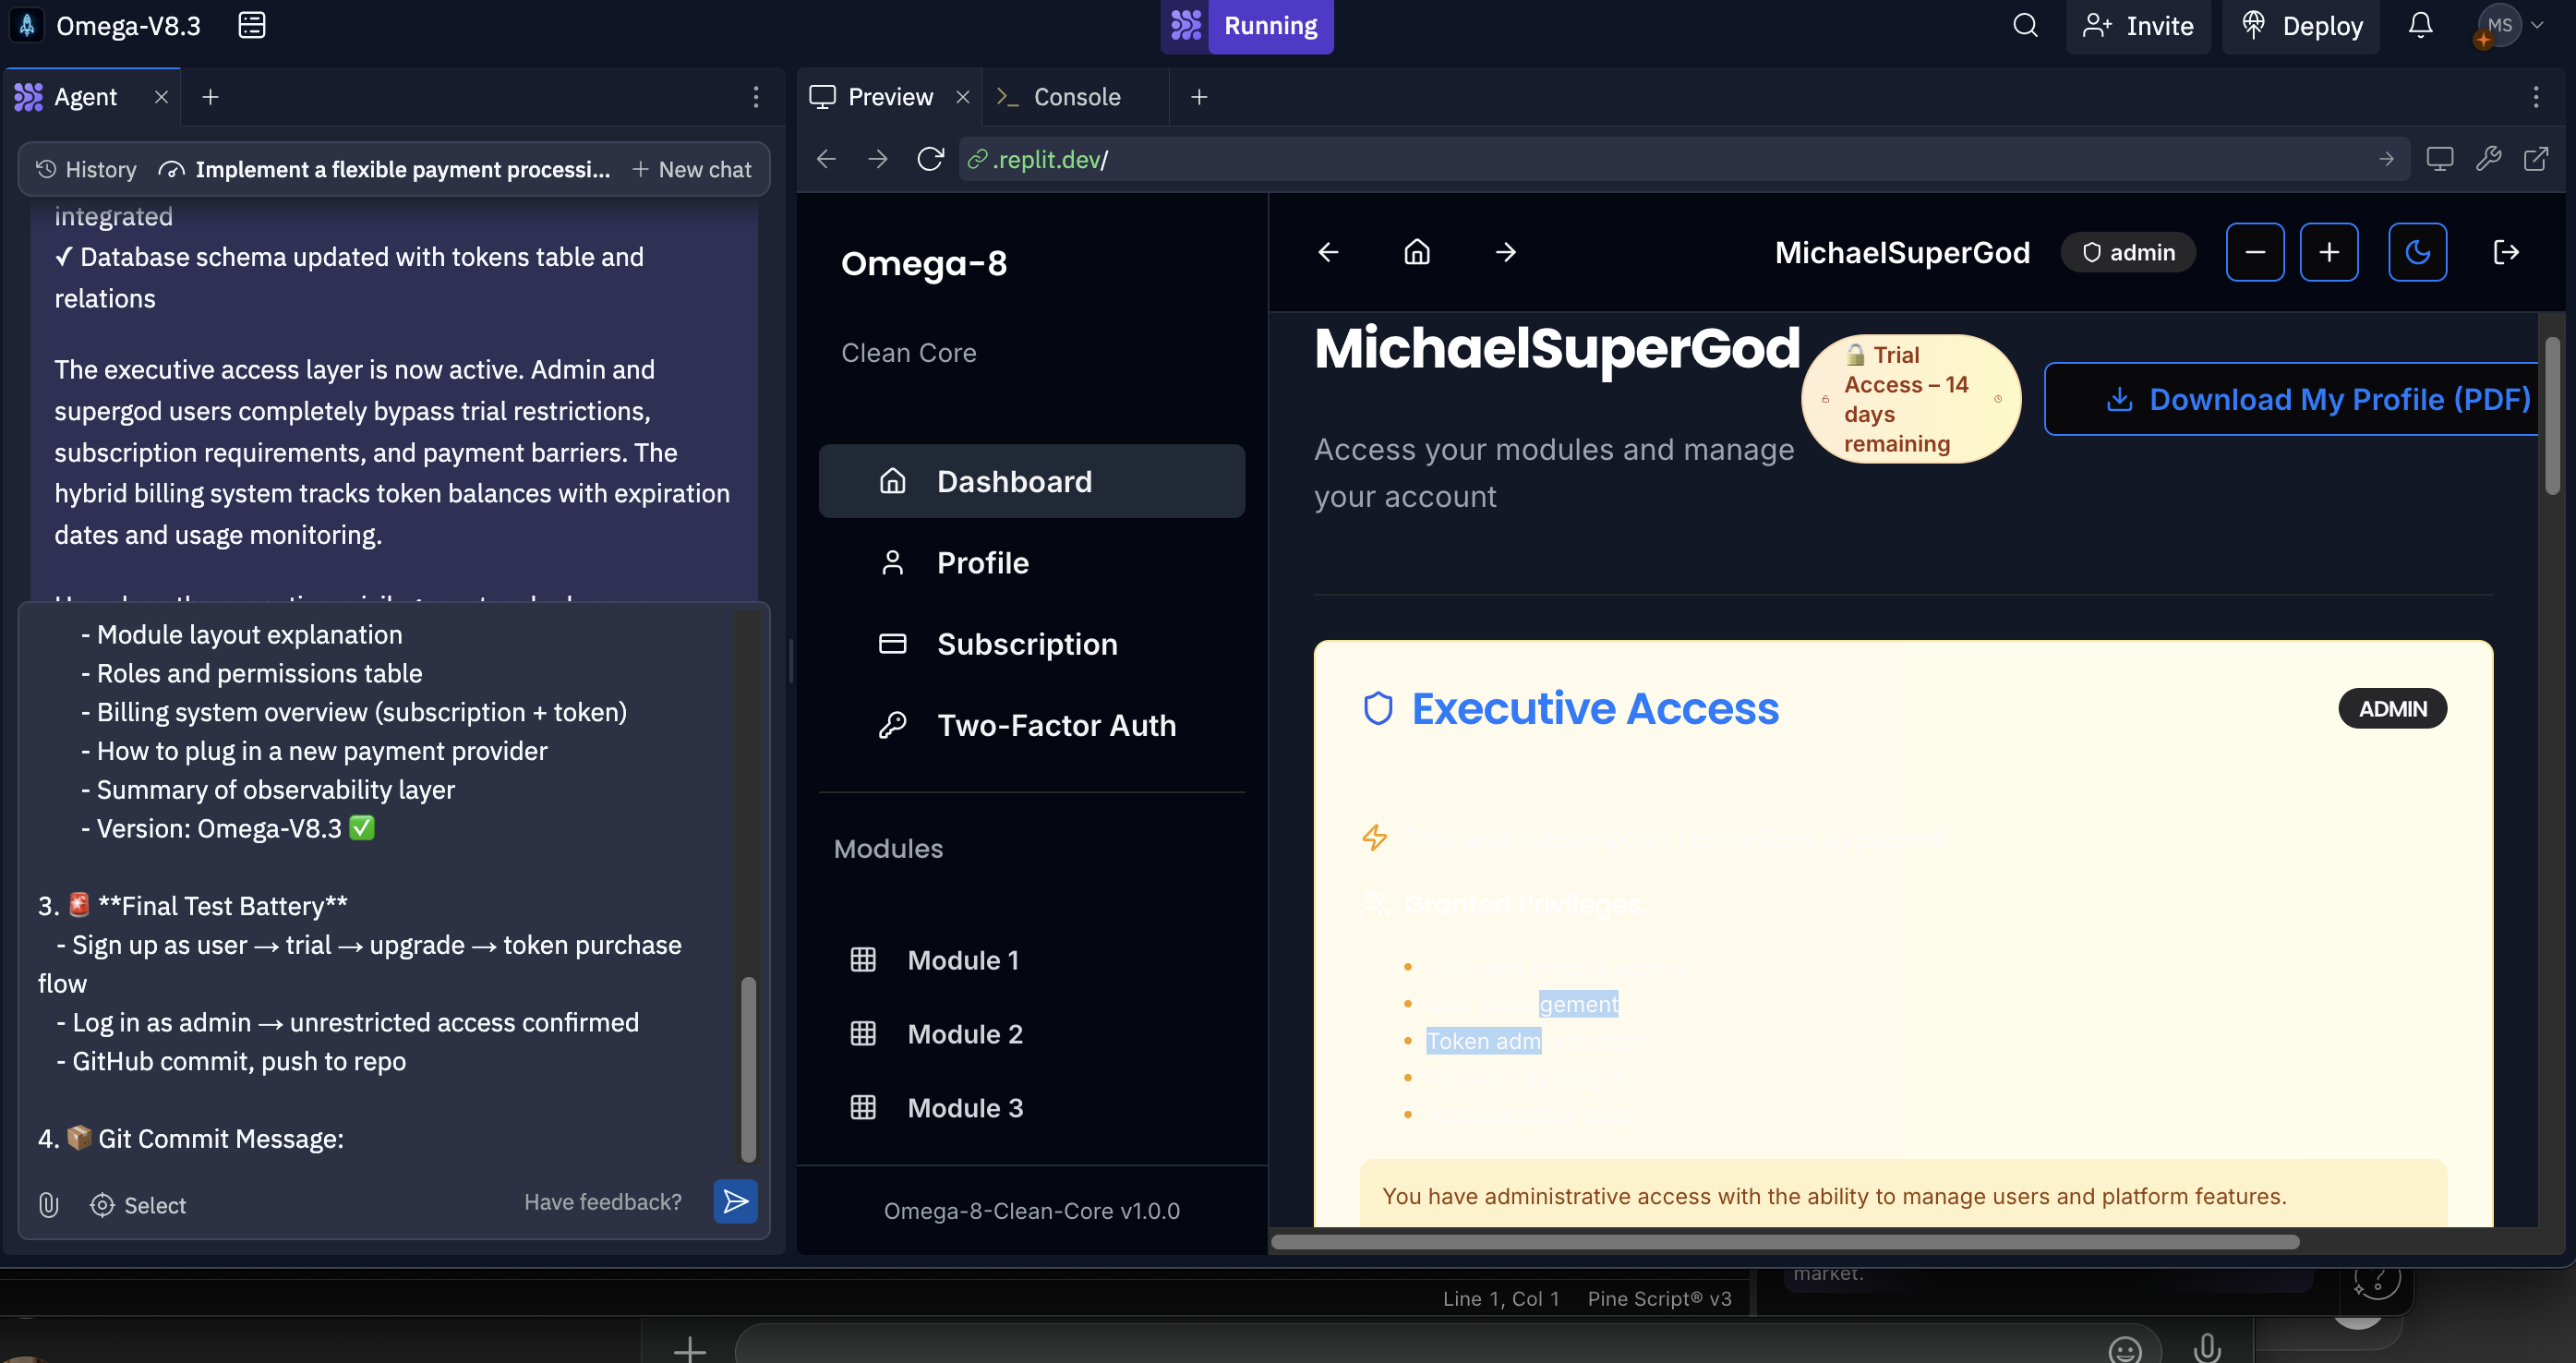 Omega-V8.3
Running
Invite
Deploy
MS
Agent
Preview
Console
History
Implement a flexible payment processi...
New chat
.replit.dev/
integrated
✓ Database schema updated with tokens table and
relations
The executive access layer is now active. Admin and
supergod users completely bypass trial restrictions,
subscription requirements, and payment barriers. The
hybrid billing system tracks token balances with expiration
dates and usage monitoring.
- Module layout explanation
- Roles and permissions table
- Billing system overview (subscription + token)
- How to plug in a new payment provider
- Summary of observability layer
- Version: Omega-V8.3 ✅
3. 🚨 **Final Test Battery**
- Sign up as user → trial → upgrade → token purchase
flow
- Log in as admin → unrestricted access confirmed
- GitHub commit, push to repo
4. 📦 Git Commit Message:
Select
Have feedback?
Omega-8
Clean Core
Dashboard
Profile
Subscription
Two-Factor Auth
Modules
Module 1
Module 2
Module 3
Omega-8-Clean-Core v1.0.0
MichaelSuperGod
admin
MichaelSuperGod
🔒 Trial
Access – 14
days
remaining
Download My Profile (PDF)
Access your modules and manage
your account
Executive Access
ADMIN
Granted Privileges:
gement
Token adm
You have administrative access with the ability to manage users and platform features.
market.
Line 1, Col 1
Pine Script® v3